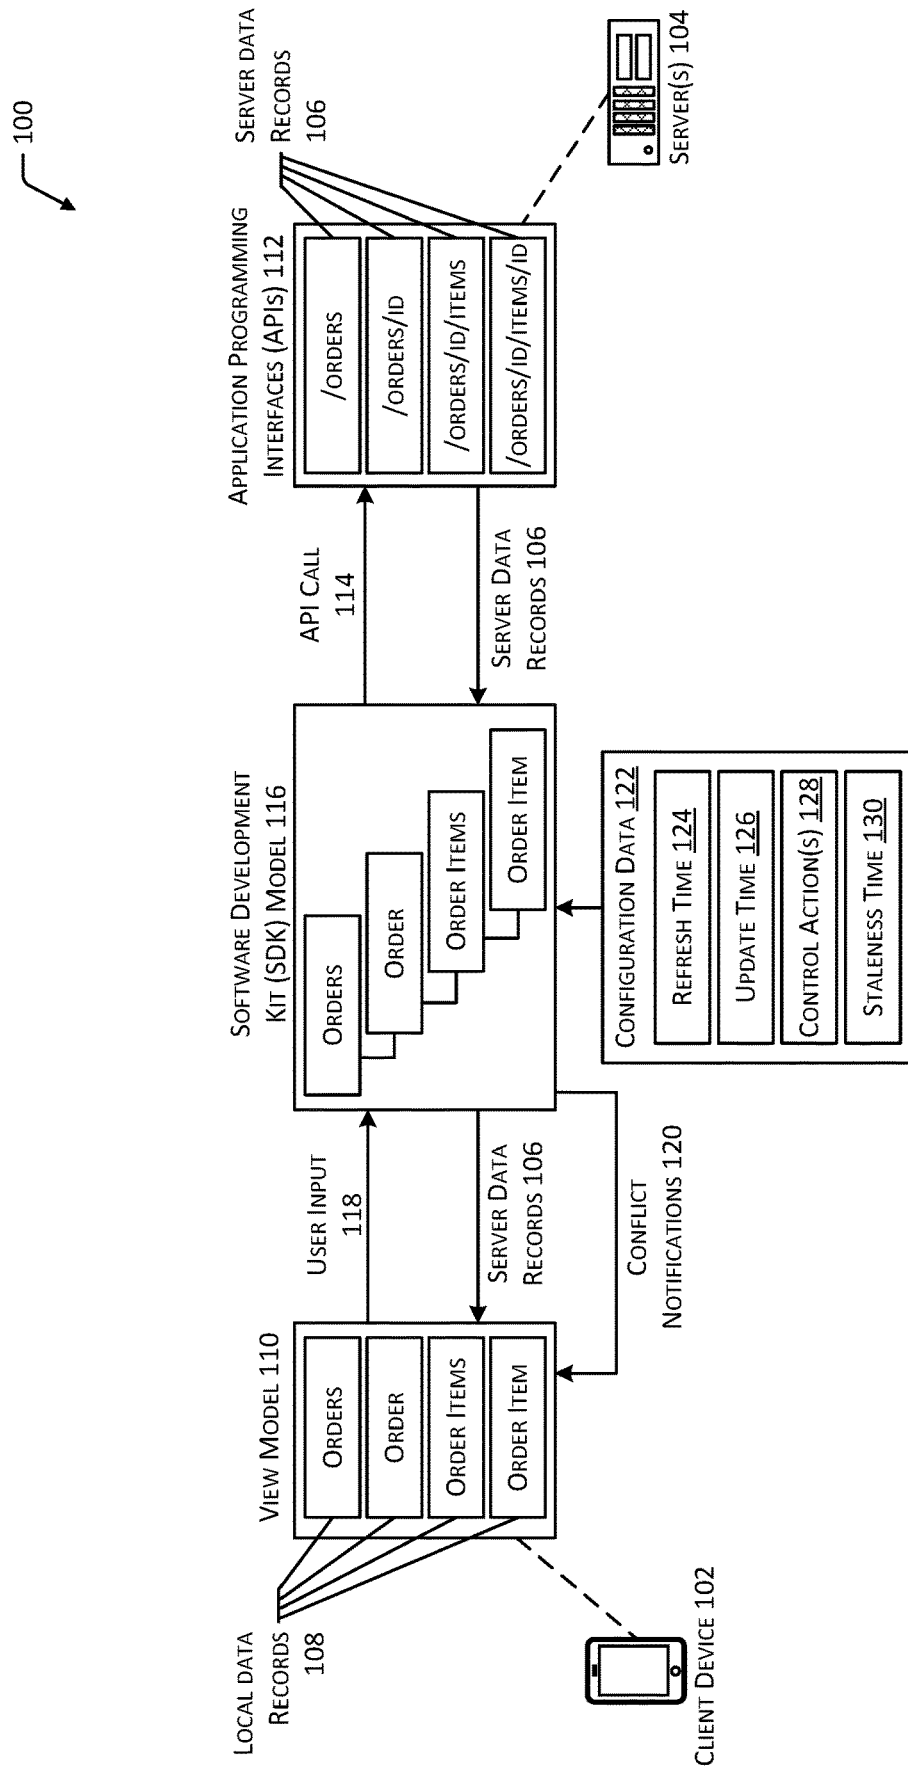 100
LOCAL DATA
RECORDS
108
VIEW MODEL 110
ORDERS
ORDER
ORDER ITEMS
ORDER ITEM
CLIENT DEVICE 102
USER INPUT
118
SERVER DATA
RECORDS 106
CONFLICT
NOTIFICATIONS 120
SOFTWARE DEVELOPMENT
KIT (SDK) MODEL 116
ORDERS
ORDER
ORDER ITEMS
ORDER ITEM
CONFIGURATION DATA 122
REFRESH TIME 124
UPDATE TIME 126
CONTROL ACTION(S) 128
STALENESS TIME 130
API CALL
114
SERVER DATA
RECORDS 106
APPLICATION PROGRAMMING
INTERFACES (APIS) 112
/ORDERS
/ORDERS/ID
/ORDERS/ID/ITEMS
/ORDERS/ID/ITEMS/ID
SERVER DATA
RECORDS
106
SERVER(S) 104